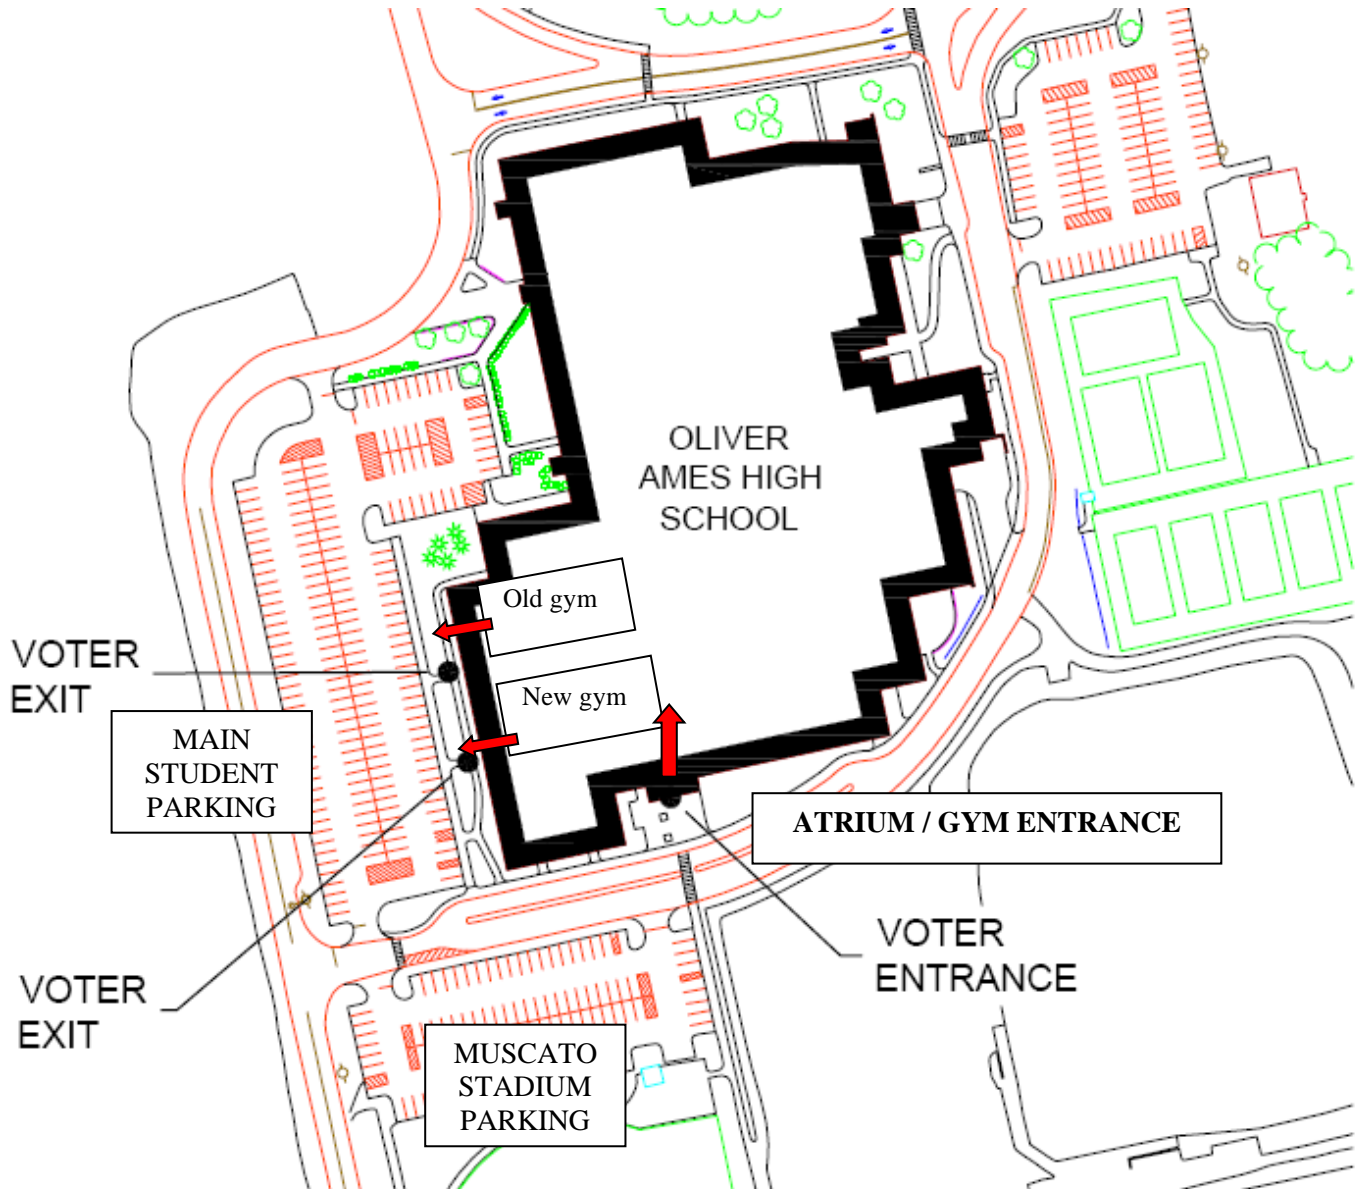 OLIVER
AMES HIGH
SCHOOL
Old gym
VOTER
EXIT
New gym
MAIN
STUDENT
PARKING
ATRIUM / GYM ENTRANCE
VOTER
ENTRANCE
VOTER
EXIT
MUSCATO
STADIUM
PARKING